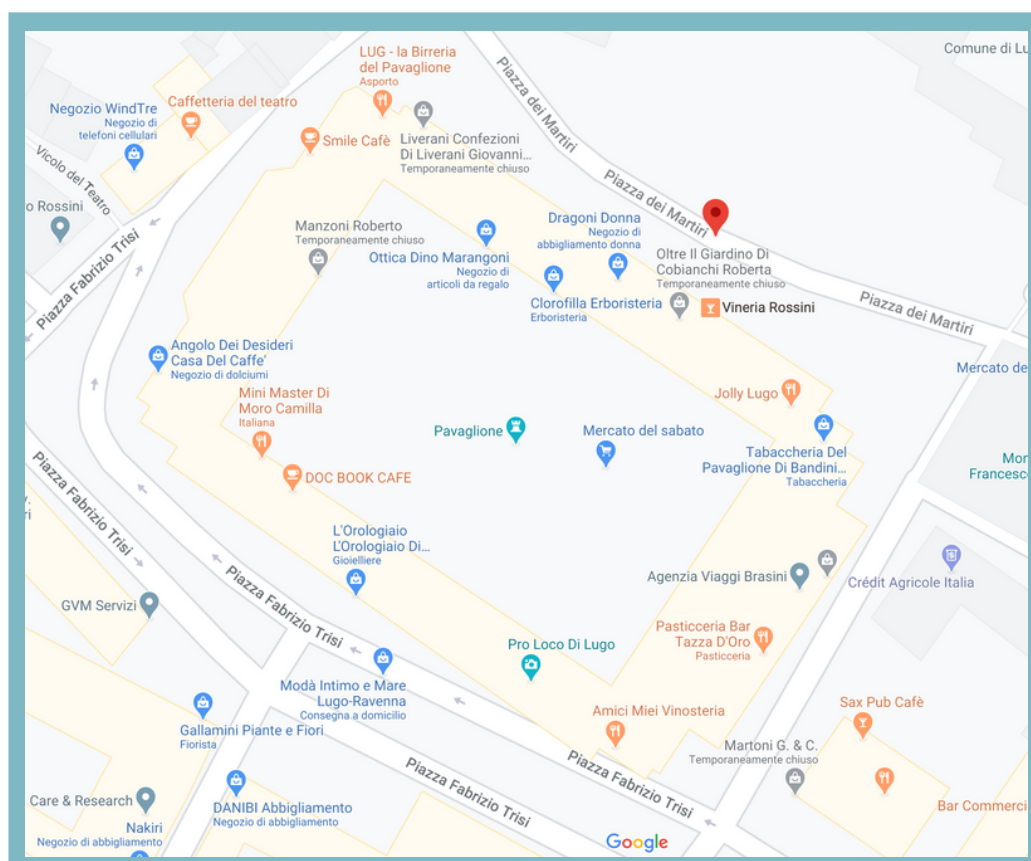 LUG - la Birreria
del Pavaglione
Asporto
Comune di Lu
Piazza dei Martiri
Negozio WindTre
Negozio di
telefoni cellulari
Caffetteria del teatro
Smile Cafè
Liverani Confezioni
Di Liverani Giovanni...
Temporaneamente chiuso
Vicolo del Teatro
o Rossini
Piazza dei Martiri
Manzoni Roberto
Temporaneamente chiuso
Dragoni Donna
Negozio di
abbigliamento donna
Piazza Fabrizio Trisi
Ottica Dino Marangoni
Negozio di
articoli da regalo
Oltre Il Giardino Di
Cobianchi Roberta
Temporaneamente chiuso
Clorofilla Erboristeria
Erboristeria
Vineria Rossini
Piazza dei Martiri
Angolo Dei Desideri
Casa Del Caffe'
Negozio di dolciumi
Mercato de
Mini Master Di
Moro Camilla
Italiana
Jolly Lugo
Pavaglione
Mercato del sabato
Tabaccheria Del
Pavaglione Di Bandini...
Tabaccheria
Mon
Francesco
DOC BOOK CAFE
Piazza Fabrizio Trisi
L'Orologiaio
L'Orologiaio Di...
Gioielliere
Agenzia Viaggi Brasini
Crédit Agricole Italia
GVM Servizi
Piazza Fabrizio Trisi
Pasticceria Bar
Tazza D'Oro
Pasticceria
Pro Loco Di Lugo
Modà Intimo e Mare
Lugo-Ravenna
Consegna a domicilio
Gallamini Piante e Fiori
Fiorista
Amici Miei Vinosteria
Sax Pub Cafè
Martoni G. & C.
Temporaneamente chiuso
Piazza Fabrizio Trisi
Piazza Fabrizio Trisi
Care & Research
DANIBI Abbigliamento
Negozio di abbigliamento
Bar Commerci
Nakiri
Negozio di abbigliamento
Google